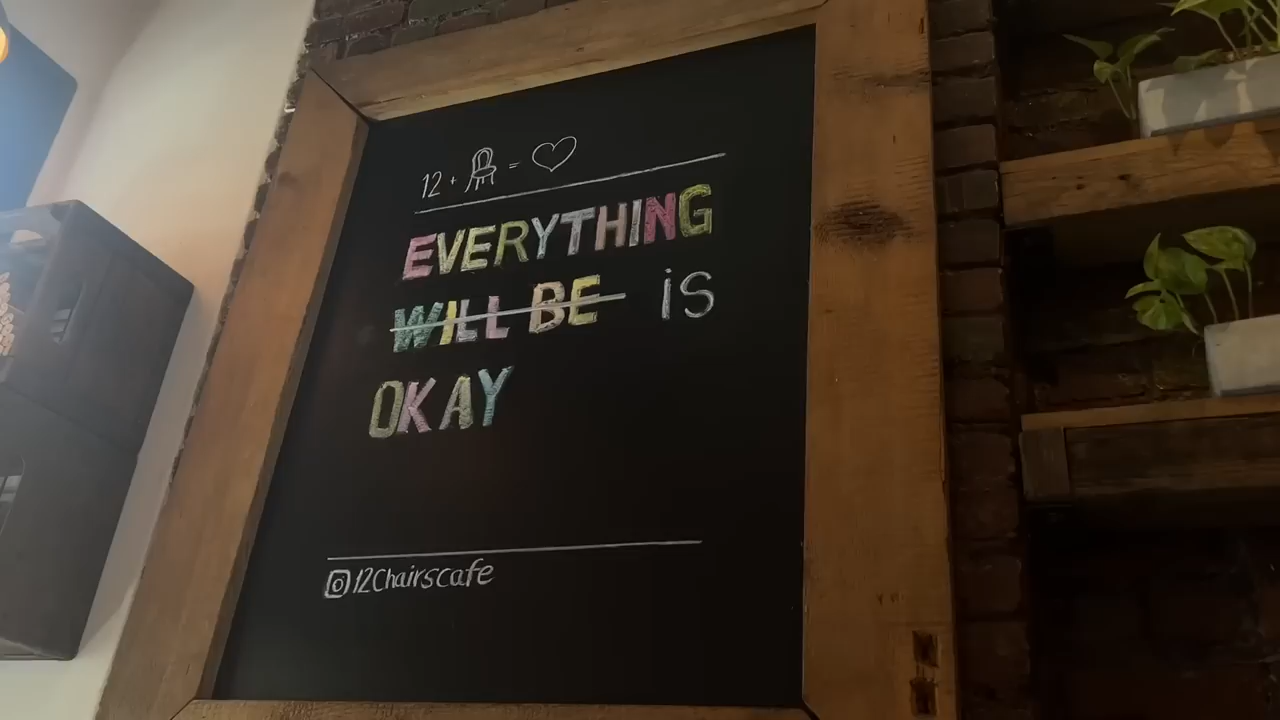 12 + = ♡
EVERYTHING
WILL BE is
OKAY
@12Chairscafe